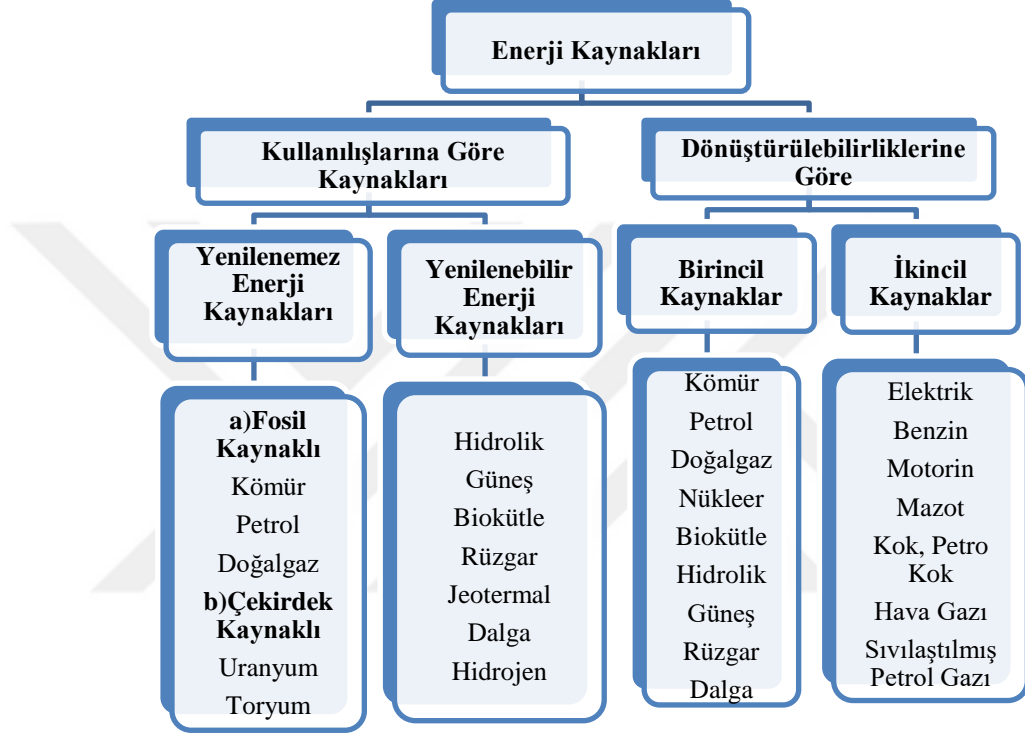 Enerji Kaynakları
Kullanılışlarına Göre
Kaynakları
Dönüştürülebilirliklerine
Göre
Yenilenemez
Enerji
Kaynakları
Yenilenebilir
Enerji
Kaynakları
Birincil
Kaynaklar
İkincil
Kaynaklar
a)Fosil
Kaynaklı
Kömür
Petrol
Doğalgaz
b)Çekirdek
Kaynaklı
Uranyum
Toryum
Hidrolik
Güneş
Biokütle
Rüzgar
Jeotermal
Dalga
Hidrojen
Kömür
Petrol
Doğalgaz
Nükleer
Biokütle
Hidrolik
Güneş
Rüzgar
Dalga
Elektrik
Benzin
Motorin
Mazot
Kok, Petro
Kok
Hava Gazı
Sıvılaştılmış
Petrol Gazı